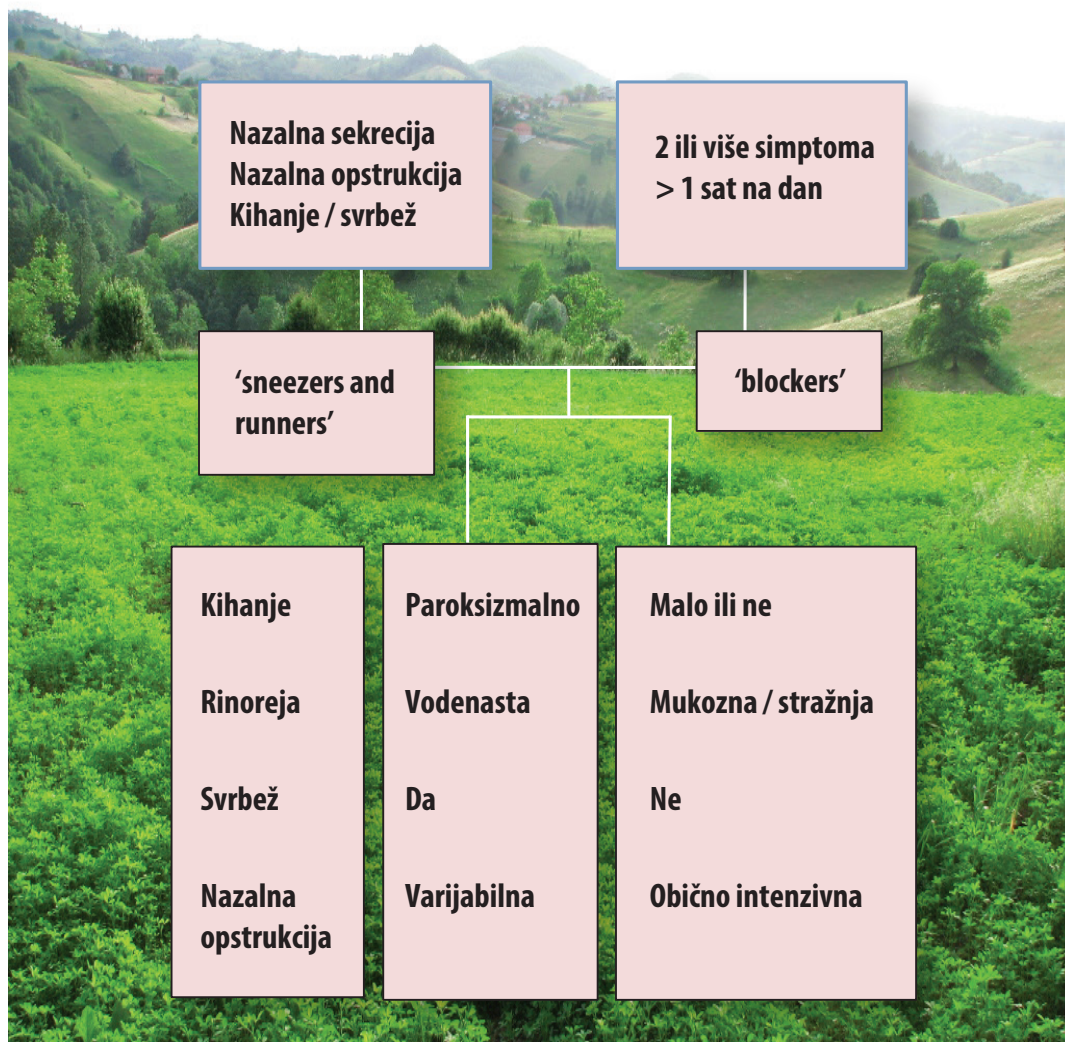 Nazalna sekrecija
Nazalna opstrukcija
Kihanje / svrbež
2 ili više simptoma
> 1 sat na dan
‘sneezers and
runners’
‘blockers’
Kihanje
Paroksizmalno
Malo ili ne
Rinoreja
Vodenasta
Mukozna / stražnja
Svrbež
Da
Ne
Nazalna
opstrukcija
Varijabilna
Obično intenzivna